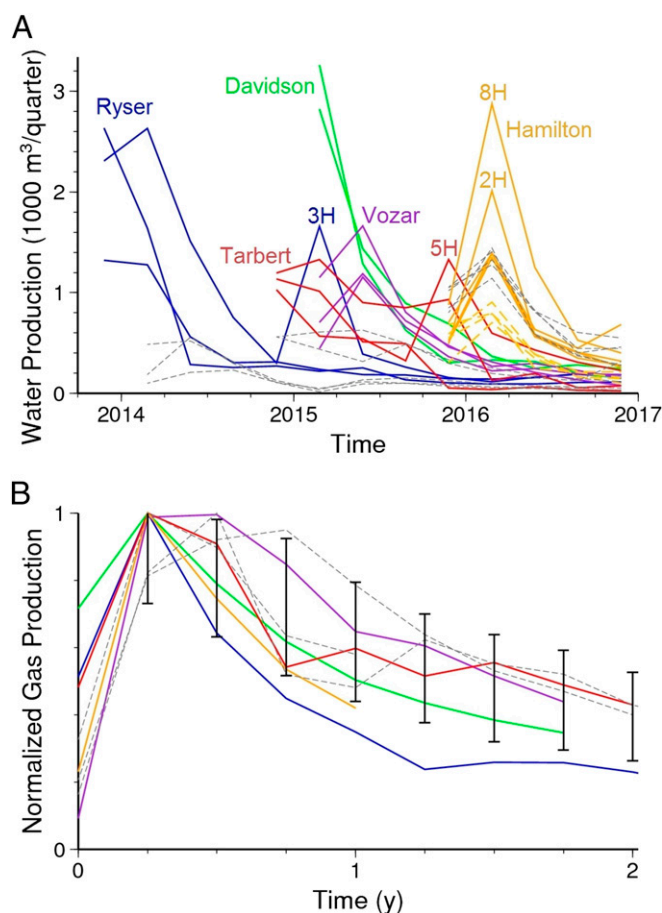 A
Water Production (1000 m³/quarter)
3
2
1
0
Ryser
Davidson
3H
Vozar
Tarbert
8H
Hamilton
2H
5H
2014
2015
2016
2017
Time
B
Normalized Gas Production
1
0
0
1
2
Time (y)